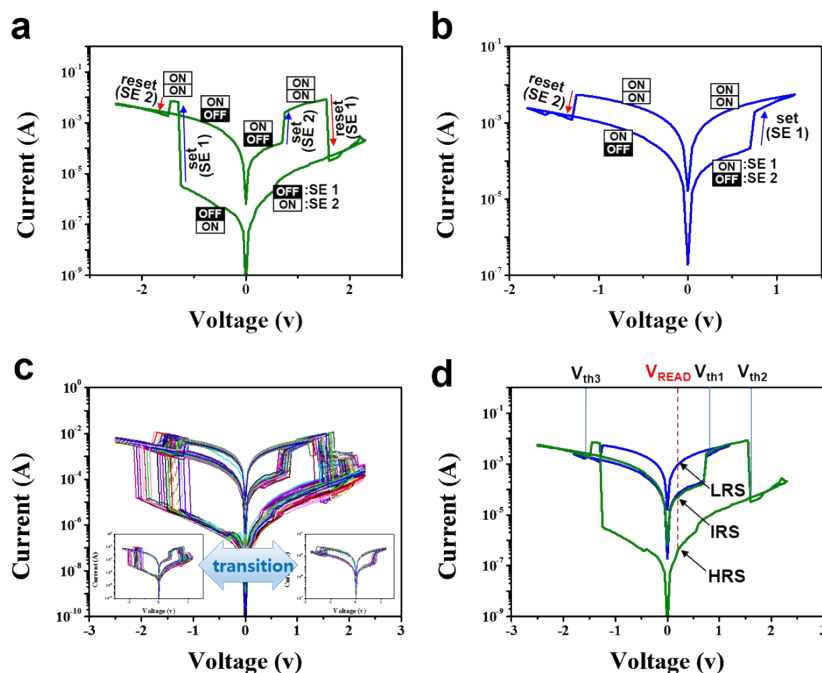 a
Current (A)
10-1
10-3
10-5
10-7
10-9
-2
0
2
Voltage (v)
reset
(SE 2)
ON
ON
ON
OFF
set
(SE 1)
OFF
ON
ON
OFF
set
(SE 2)
ON
ON
reset
(SE 1)
OFF :SE 1
ON :SE 2
b
Current (A)
10-1
10-3
10-5
10-7
-1
0
1
Voltage (v)
reset
(SE 2)
ON
ON
ON
OFF
ON
ON
set
(SE 1)
ON :SE 1
OFF :SE 2
c
Current (A)
100
10-2
10-4
10-6
10-8
10-10
-3 -2 -1 0 1 2 3
Voltage (v)
transition
Current (A)
Voltage (v)
Current (A)
Voltage (v)
d
Vth3 VREAD Vth1 Vth2
Current (A)
10-1
10-3
10-5
10-7
10-9
-3 -2 -1 0 1 2 3
Voltage (v)
LRS
IRS
HRS